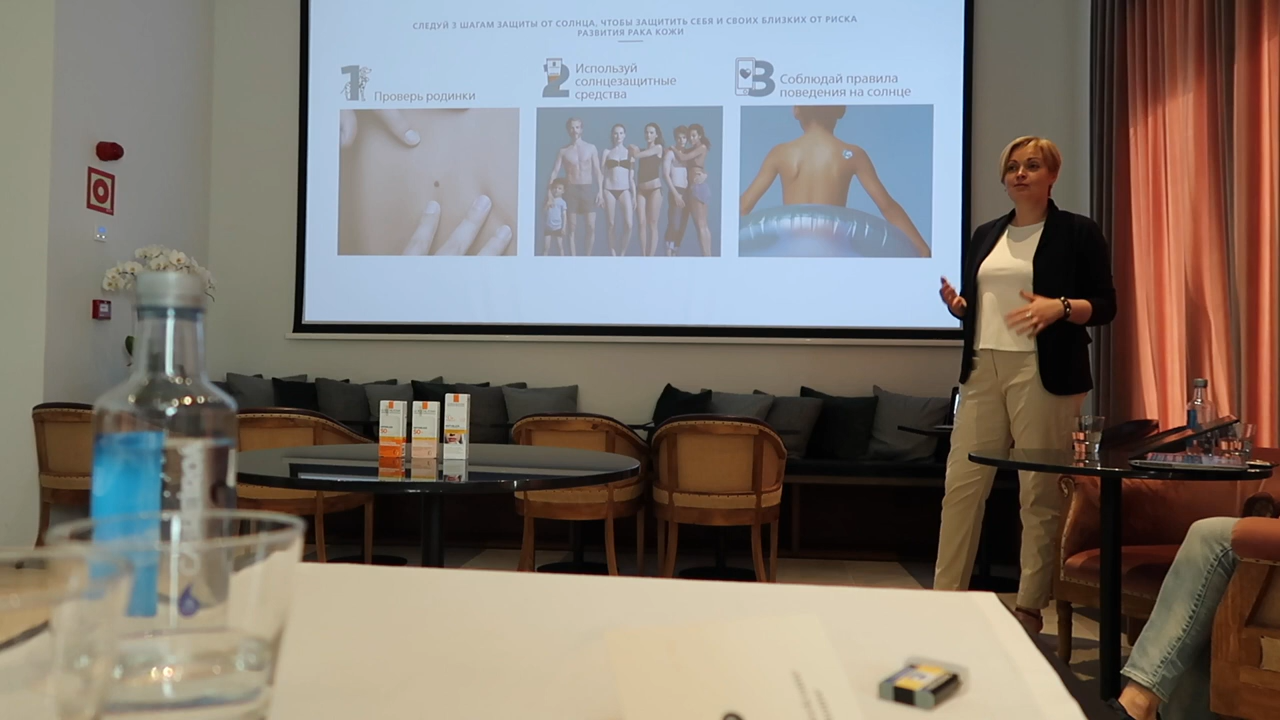 СЛЕДУЙ 3 ШАГАМ ЗАЩИТЫ ОТ СОЛНЦА, ЧТОБЫ ЗАЩИТИТЬ СЕБЯ И СВОИХ БЛИЗКИХ ОТ РИСКА
РАЗВИТИЯ РАКА КОЖИ
1 Проверь родинки
2 Используй
солнцезащитные
средства
3 Соблюдай правила
поведения на солнце